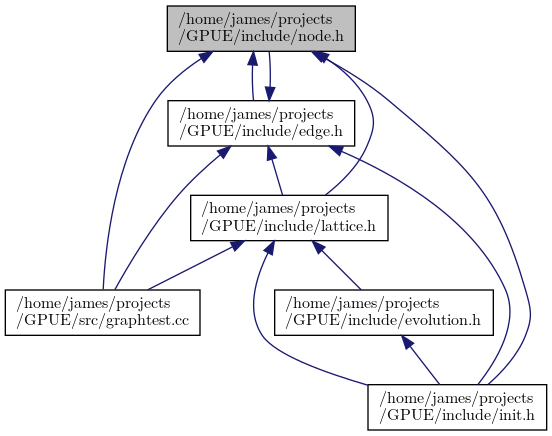 /home/james/projects
/GPUE/include/node.h
/home/james/projects
/GPUE/include/edge.h
/home/james/projects
/GPUE/include/lattice.h
/home/james/projects
/GPUE/src/graphtest.cc
/home/james/projects
/GPUE/include/evolution.h
/home/james/projects
/GPUE/include/init.h